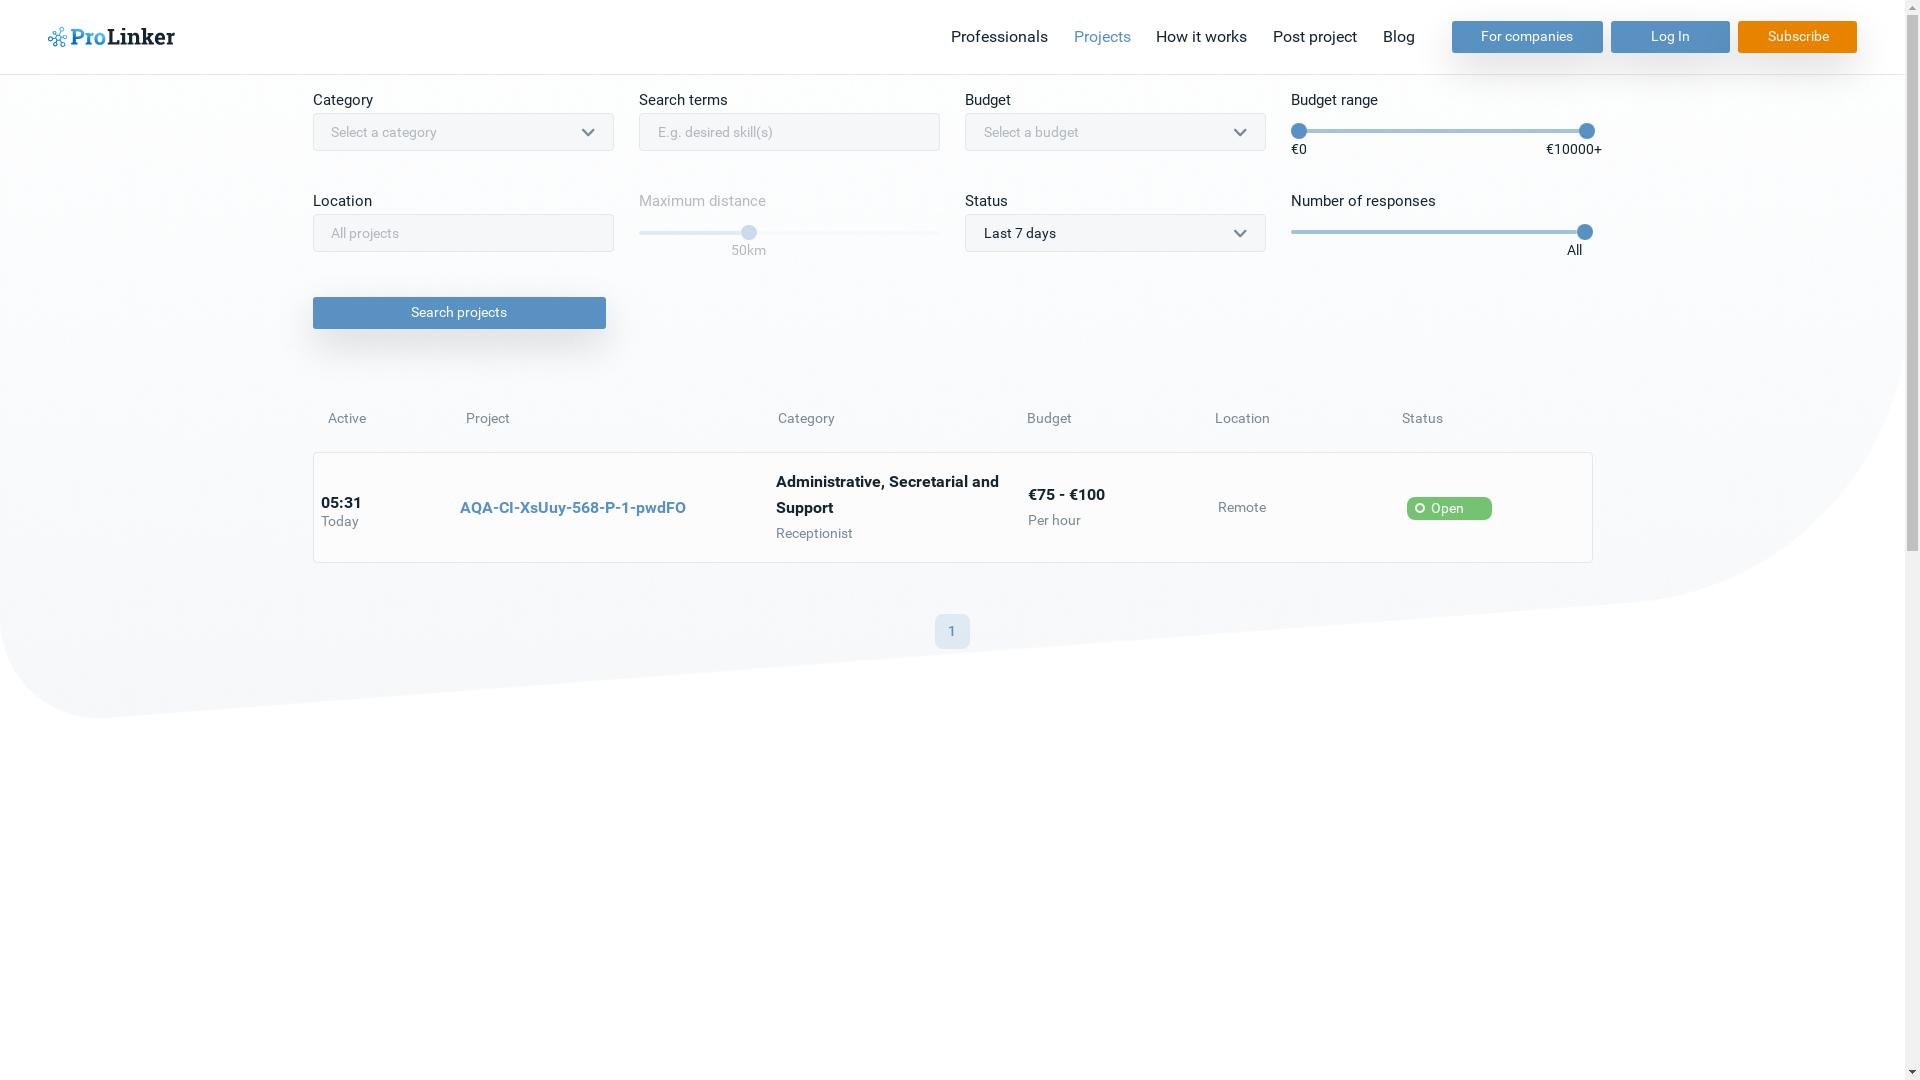 ProLinker
Professionals
Projects
How it works
Post project
Blog
For companies
Log In
Subscribe
Category
Search terms
Budget
Budget range
Select a category
E.g. desired skill(s)
Select a budget
€0
€10000+
Location
Maximum distance
Status
Number of responses
All projects
50km
Last 7 days
All
Search projects
Active
Project
Category
Budget
Location
Status
05:31
Today
AQA-CI-XsUuy-568-P-1-pwdFO
Administrative, Secretarial and
Support
Receptionist
€75 - €100
Per hour
Remote
Open
1